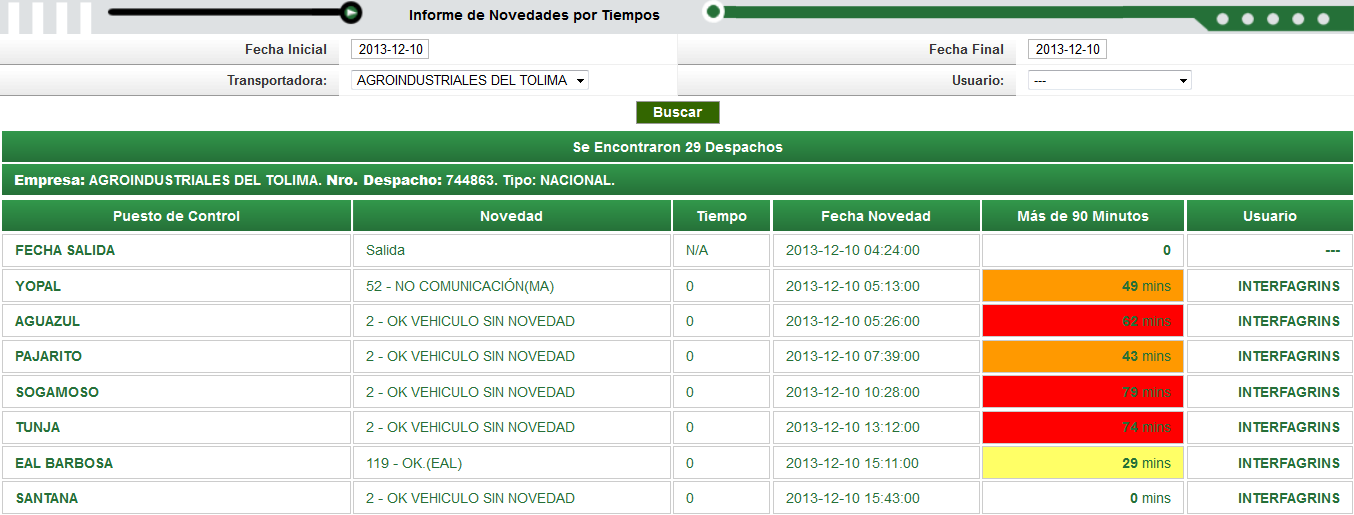 Informe de Novedades por Tiempos
Fecha Inicial 2013-12-10 Fecha Final 2013-12-10
Transportadora: AGROINDUSTRIALES DEL TOLIMA Usuario: ---
Buscar
Se Encontraron 29 Despachos
Empresa: AGROINDUSTRIALES DEL TOLIMA. Nro. Despacho: 744863. Tipo: NACIONAL.
Puesto de Control Novedad Tiempo Fecha Novedad Más de 90 Minutos Usuario
FECHA SALIDA Salida N/A 2013-12-10 04:24:00 0 ---
YOPAL 52 - NO COMUNICACIÓN(MA) 0 2013-12-10 05:13:00 49 mins INTERFAGRINS
AGUAZUL 2 - OK VEHICULO SIN NOVEDAD 0 2013-12-10 05:26:00 62 mins INTERFAGRINS
PAJARITO 2 - OK VEHICULO SIN NOVEDAD 0 2013-12-10 07:39:00 43 mins INTERFAGRINS
SOGAMOSO 2 - OK VEHICULO SIN NOVEDAD 0 2013-12-10 10:28:00 79 mins INTERFAGRINS
TUNJA 2 - OK VEHICULO SIN NOVEDAD 0 2013-12-10 13:12:00 74 mins INTERFAGRINS
EAL BARBOSA 119 - OK.(EAL) 0 2013-12-10 15:11:00 29 mins INTERFAGRINS
SANTANA 2 - OK VEHICULO SIN NOVEDAD 0 2013-12-10 15:43:00 0 mins INTERFAGRINS